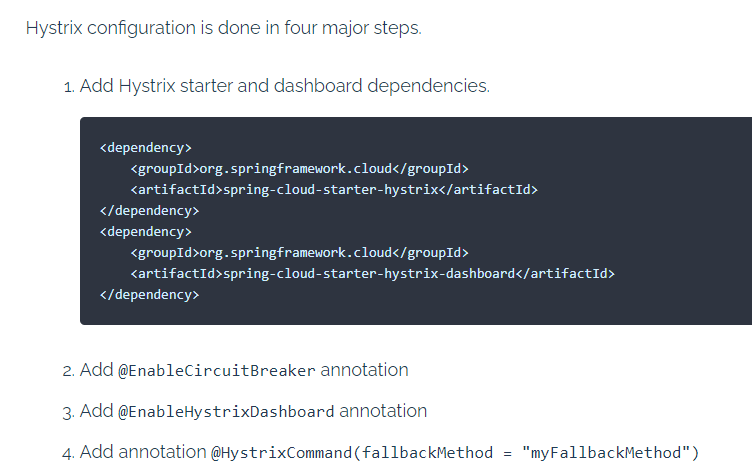 Hystrix configuration is done in four major steps.
1. Add Hystrix starter and dashboard dependencies.
<dependency>
    <groupId>org.springframework.cloud</groupId>
    <artifactId>spring-cloud-starter-hystrix</artifactId>
</dependency>
<dependency>
    <groupId>org.springframework.cloud</groupId>
    <artifactId>spring-cloud-starter-hystrix-dashboard</artifactId>
</dependency>
2. Add @EnableCircuitBreaker annotation
3. Add @EnableHystrixDashboard annotation
4. Add annotation @HystrixCommand(fallbackMethod = "myFallbackMethod")